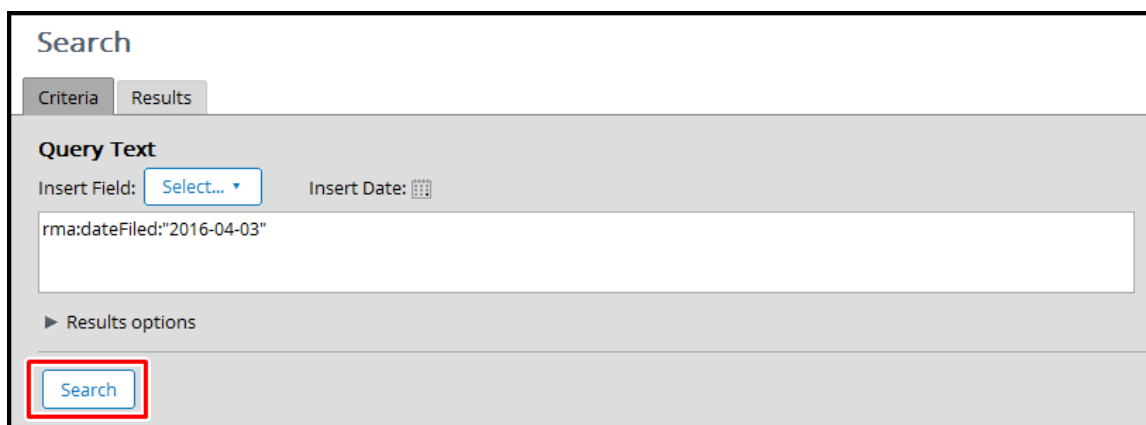 Search
Criteria Results
Query Text
Insert Field: Select... Insert Date:
rma:dateFiled:"2016-04-03"
Results options
Search